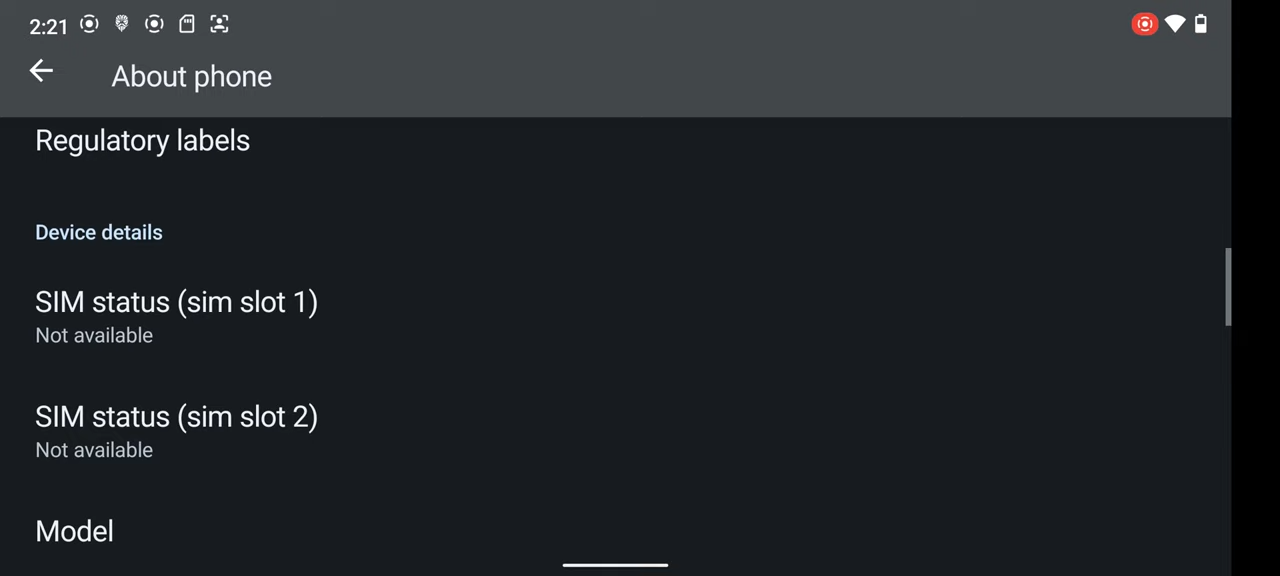 2:21
About phone
Regulatory labels
Device details
SIM status (sim slot 1)
Not available
SIM status (sim slot 2)
Not available
Model